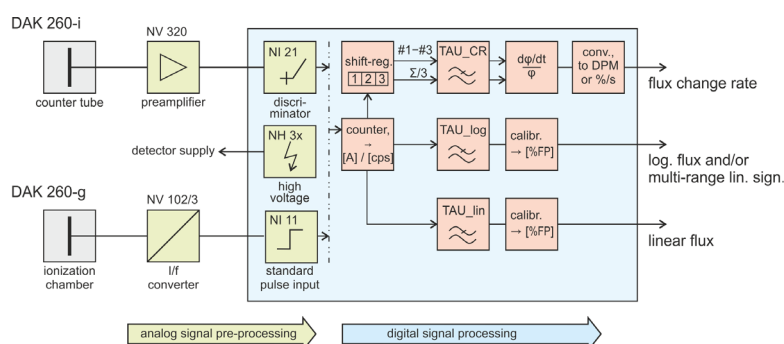 DAK 260-i
NV 320
counter tube
preamplifier
NI 21
discri-
minator
detector supply
NH 3x
high
voltage
DAK 260-g
NV 102/3
ionization
chamber
I/f
converter
NI 11
standard
pulse input
shift-reg.
1 2 3
#1–#3
Σ/3
TAU_CR
dφ/dt
φ
conv.,
to DPM
or %/s
flux change rate
counter,
→
[A] / [cps]
TAU_log
calibr.
→ [%FP]
log. flux and/or
multi-range lin. sign.
TAU_lin
calibr.
→ [%FP]
linear flux
analog signal pre-processing
digital signal processing